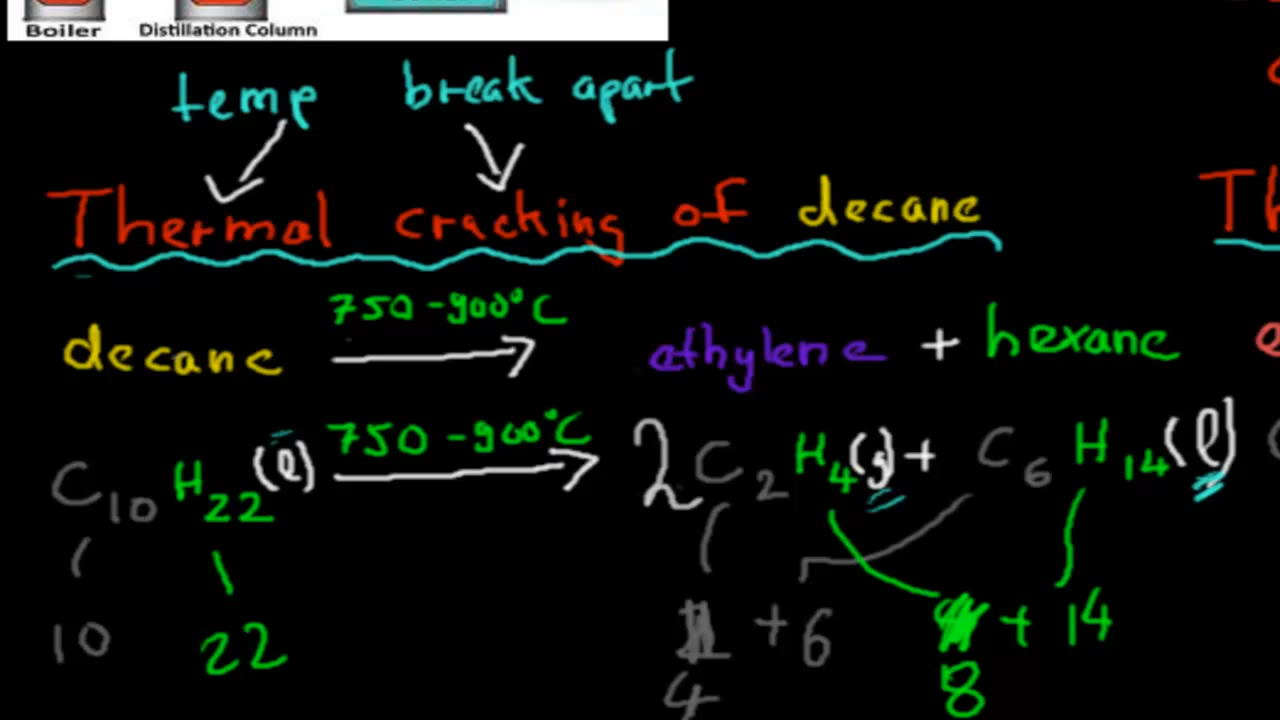 Boiler Distillation Column
temp break apart
Thermal cracking of decane
750-900°C
decane ethylene + hexane
750-900°C
C10H22(l) 2C2H4(g) + C6H14(l)
10 22 + 6 + 14
4 8